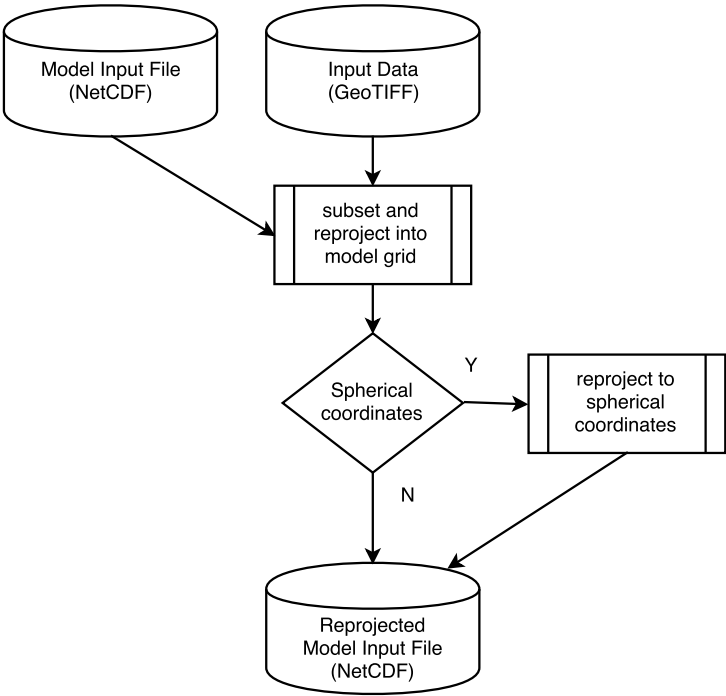 Model Input File
(NetCDF)
Input Data
(GeoTIFF)
subset and
reproject into
model grid
Spherical
coordinates
Y
reproject to
spherical
coordinates
N
Reprojected
Model Input File
(NetCDF)